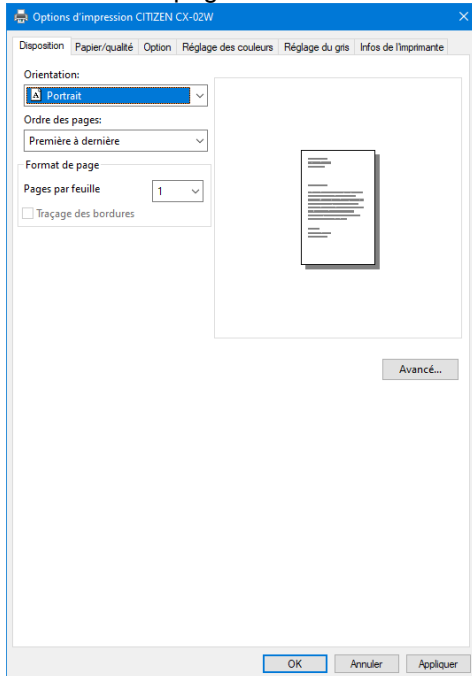 Options d'impression CITIZEN CX-02W
Disposition Papier/qualité Option Réglage des couleurs Réglage du gris Infos de l'imprimante
Orientation:
A Portrait
Ordre des pages:
Première à dernière
Format de page
Pages par feuille 1
Traçage des bordures
Avancé...
OK Annuler Appliquer